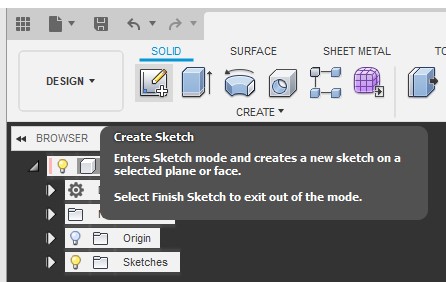 SOLID SURFACE SHEET METAL TO
DESIGN
CREATE
BROWSER
Create Sketch
Enters Sketch mode and creates a new sketch on a
selected plane or face.
Select Finish Sketch to exit out of the mode.
Origin
Sketches